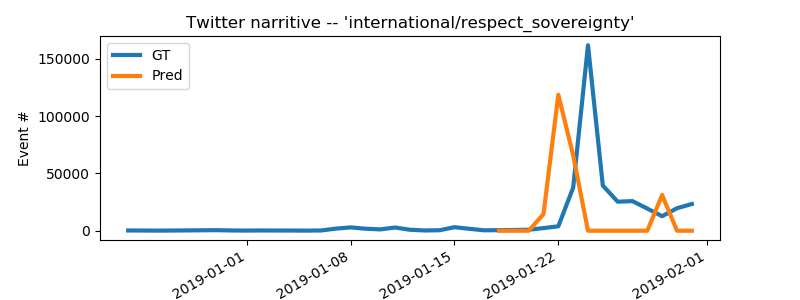 Twitter narritive -- 'international/respect_sovereignty'
GT
Pred
Event #
150000
100000
50000
0
2019-01-01
2019-01-08
2019-01-15
2019-01-22
2019-02-01